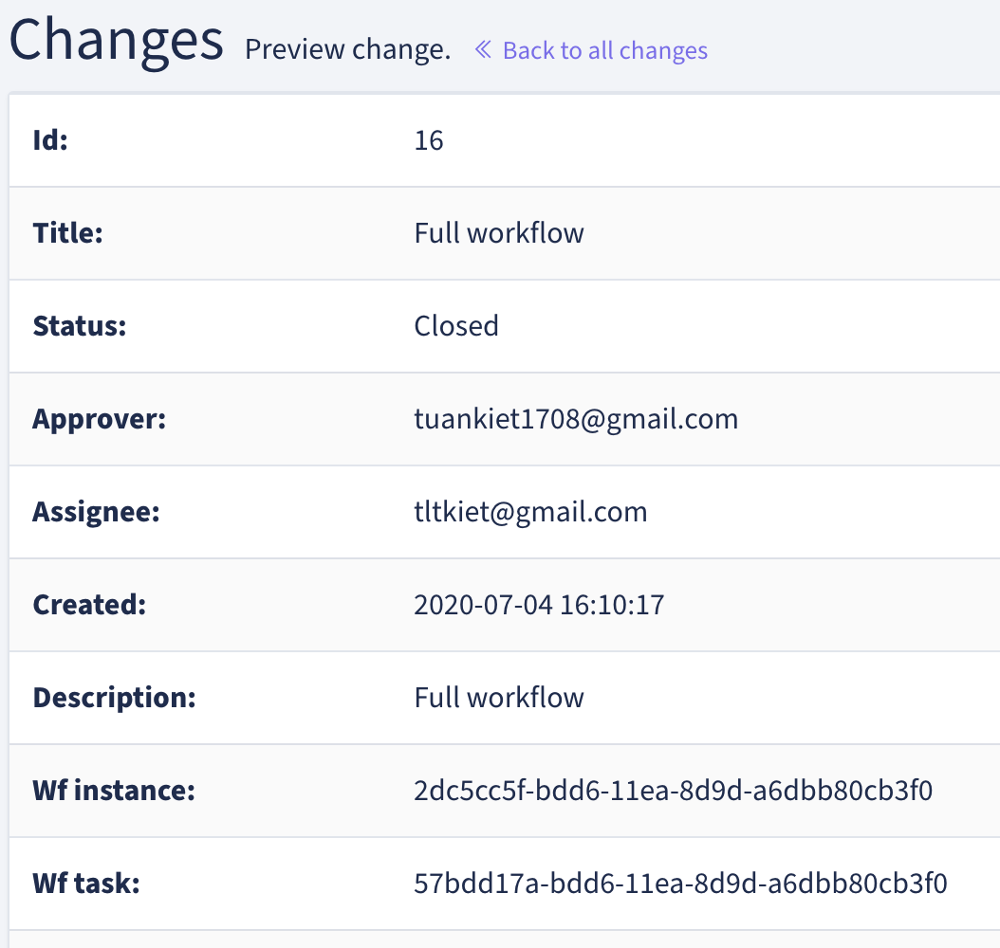 Changes Preview change. « Back to all changes
Id: 16
Title: Full workflow
Status: Closed
Approver: tuankiet1708@gmail.com
Assignee: tltkiet@gmail.com
Created: 2020-07-04 16:10:17
Description: Full workflow
Wf instance: 2dc5cc5f-bdd6-11ea-8d9d-a6dbb80cb3f0
Wf task: 57bdd17a-bdd6-11ea-8d9d-a6dbb80cb3f0